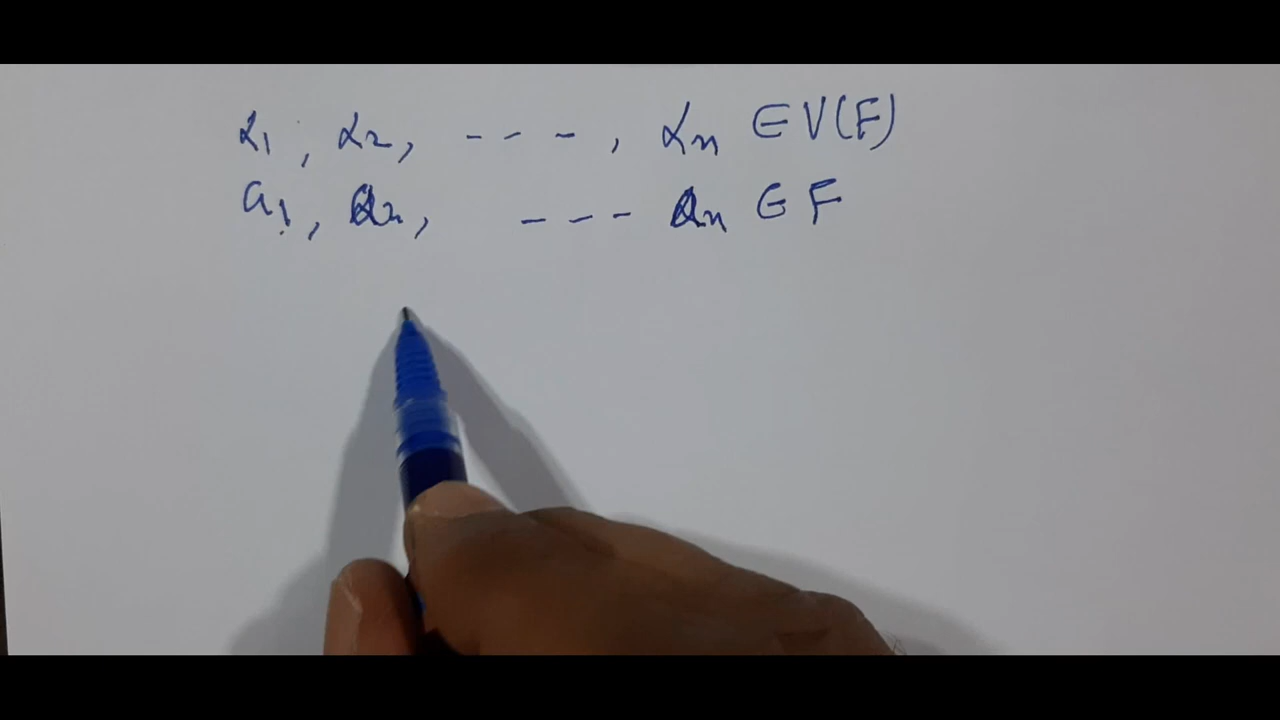 α1, α2, - - - , αn ∈ V(F)
a1, a2, - - - an ∈ F